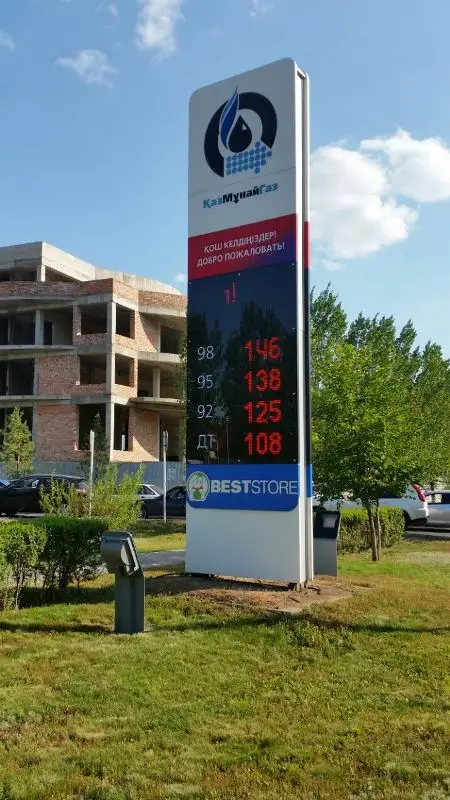 ҚазМұнайГаз
ҚОШ КЕЛДІҢІЗДЕР!
ДОБРО ПОЖАЛОВАТЬ!
т!
98 146
95 138
92 125
ДТ 108
BESTSTORE